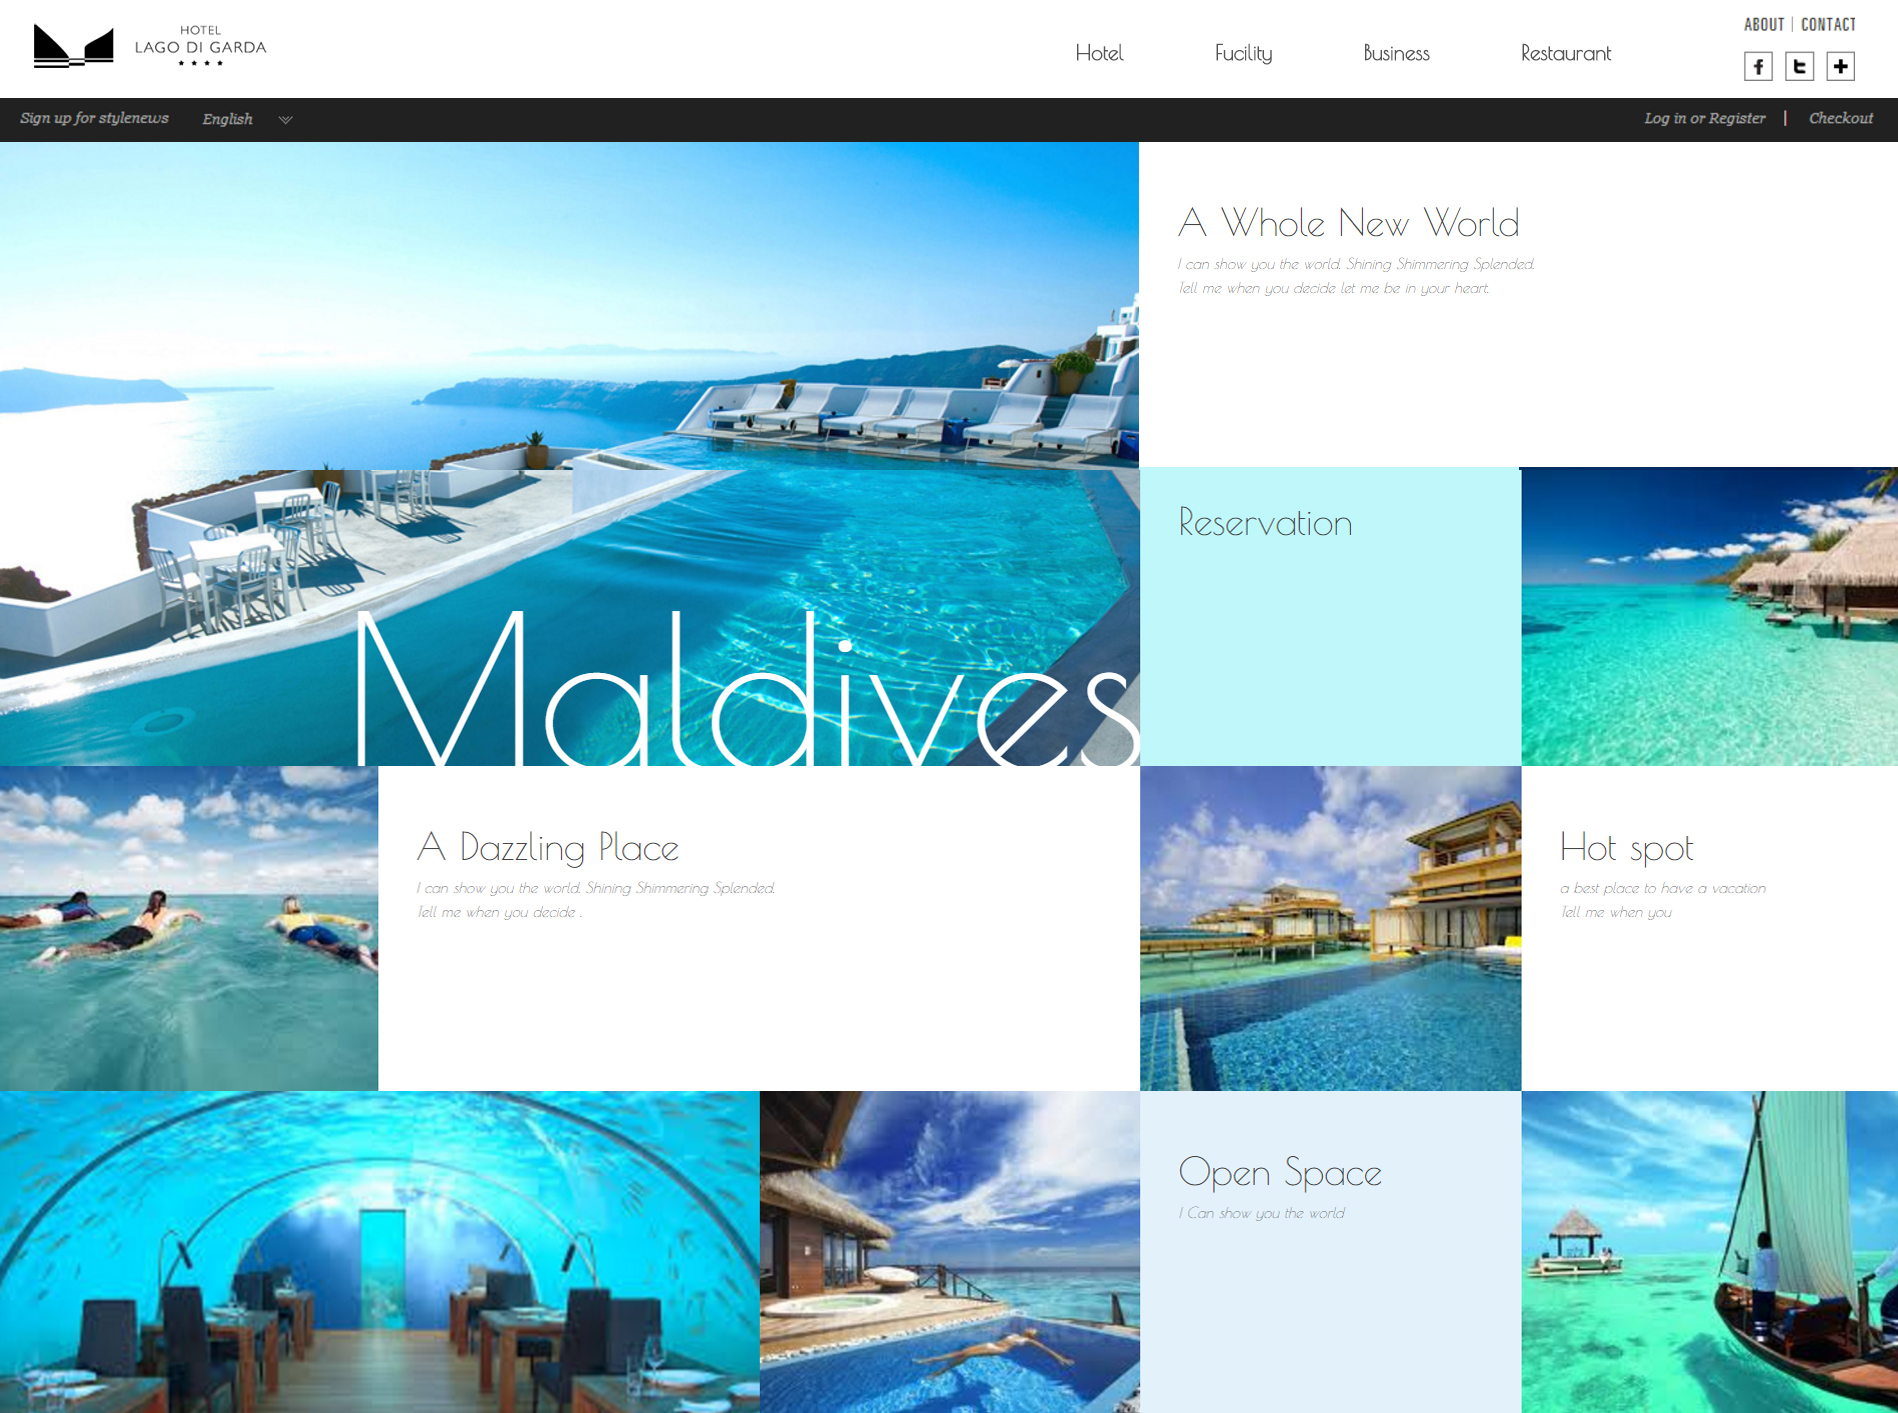 HOTEL
LAGO DI GARDA
Hotel
Fucility
Business
Restaurant
ABOUT | CONTACT
Sign up for stylenews
English
Log in or Register | Checkout
A Whole New World
I can show you the world. Shining Shimmering Splended.
Tell me when you decide let me be in your heart.
Maldives
Reservation
A Dazzling Place
I can show you the world. Shining Shimmering Splended.
Tell me when you decide .
Hot spot
a best place to have a vacation
Tell me when you
Open Space
I Can show you the world